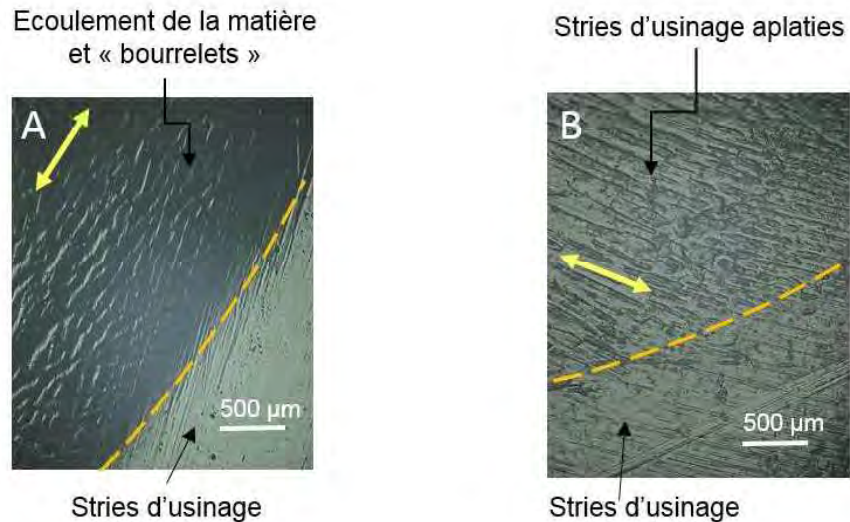 Ecoulement de la matière
et « bourrelets »
A
500 µm
Stries d'usinage
Stries d'usinage aplaties
B
500 µm
Stries d'usinage